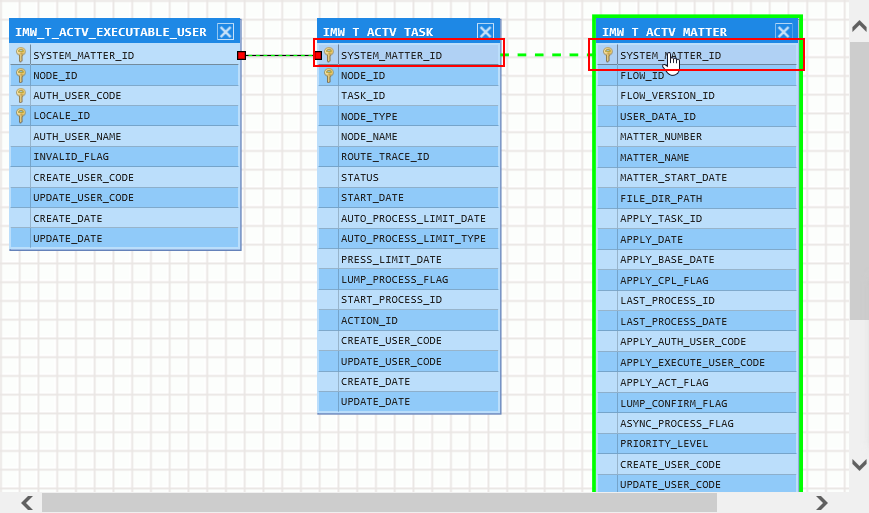 IMW_T_ACTV_EXECUTABLE_USER
SYSTEM_MATTER_ID
NODE_ID
AUTH_USER_CODE
LOCALE_ID
AUTH_USER_NAME
INVALID_FLAG
CREATE_USER_CODE
UPDATE_USER_CODE
CREATE_DATE
UPDATE_DATE
IMW_T_ACTV_TASK
SYSTEM_MATTER_ID
NODE_ID
TASK_ID
NODE_TYPE
NODE_NAME
ROUTE_TRACE_ID
STATUS
START_DATE
AUTO_PROCESS_LIMIT_DATE
AUTO_PROCESS_LIMIT_TYPE
PRESS_LIMIT_DATE
LUMP_PROCESS_FLAG
START_PROCESS_ID
ACTION_ID
CREATE_USER_CODE
UPDATE_USER_CODE
CREATE_DATE
UPDATE_DATE
IMW_T_ACTV_MATTER
SYSTEM_MATTER_ID
FLOW_ID
FLOW_VERSION_ID
USER_DATA_ID
MATTER_NUMBER
MATTER_NAME
MATTER_START_DATE
FILE_DIR_PATH
APPLY_TASK_ID
APPLY_DATE
APPLY_BASE_DATE
APPLY_CPL_FLAG
LAST_PROCESS_ID
LAST_PROCESS_DATE
APPLY_AUTH_USER_CODE
APPLY_EXECUTE_USER_CODE
APPLY_ACT_FLAG
LUMP_CONFIRM_FLAG
ASYNC_PROCESS_FLAG
PRIORITY_LEVEL
CREATE_USER_CODE
UPDATE_USER_CODE